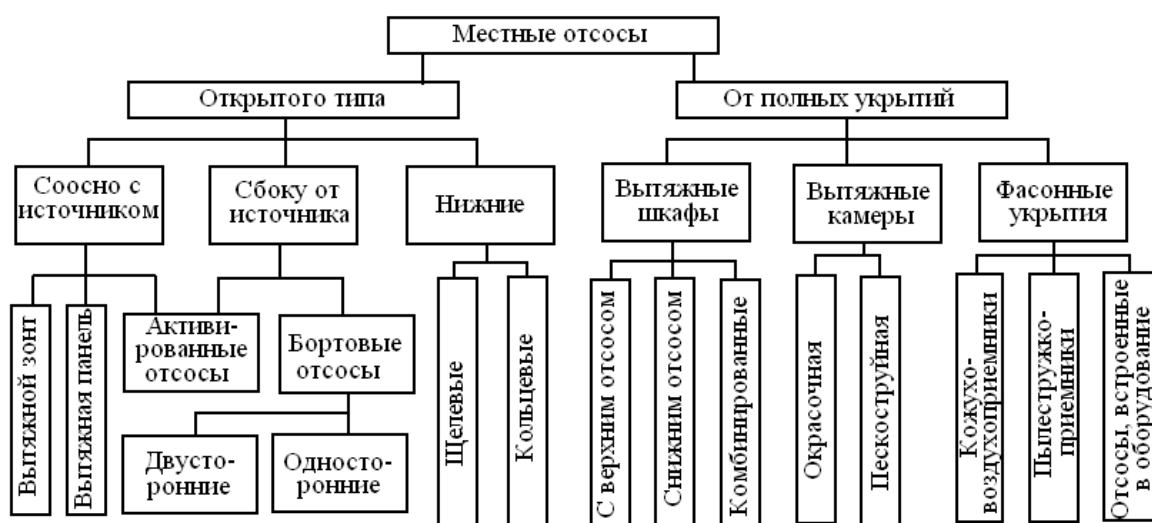 Местные отсосы
Открытого типа
От полных укрытий
Соосно с
источником
Сбоку от
источника
Нижние
Вытяжные
шкафы
Вытяжные
камеры
Фасонные
укрытия
Вытяжной зонт
Вытяжная панель
Активи-
рованные
отсосы
Бортовые
отсосы
Двусто-
ронние
Односто-
ронние
Щелевые
Кольцевые
С верхним отсосом
Снижним отсосом
Комбинированные
Окрасочная
Пескоструйная
Кожухо-
воздухоприемники
Пылестружко-
приемники
Отсосы, встроенные
в оборудование